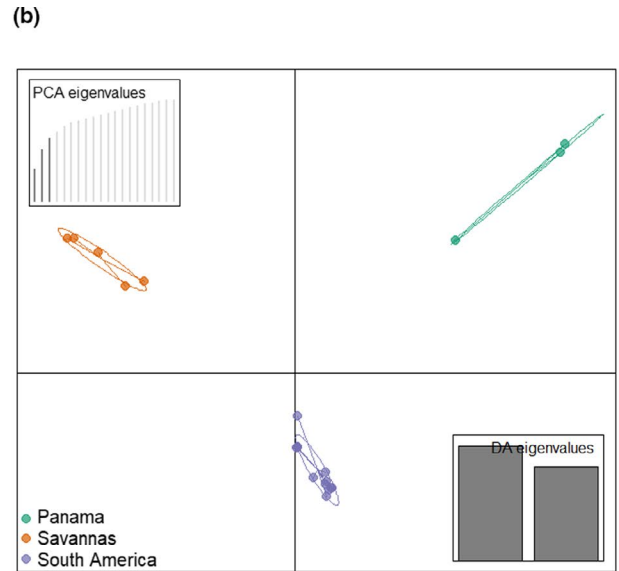 (b)
PCA eigenvalues
DA eigenvalues
Panama
Savannas
South America